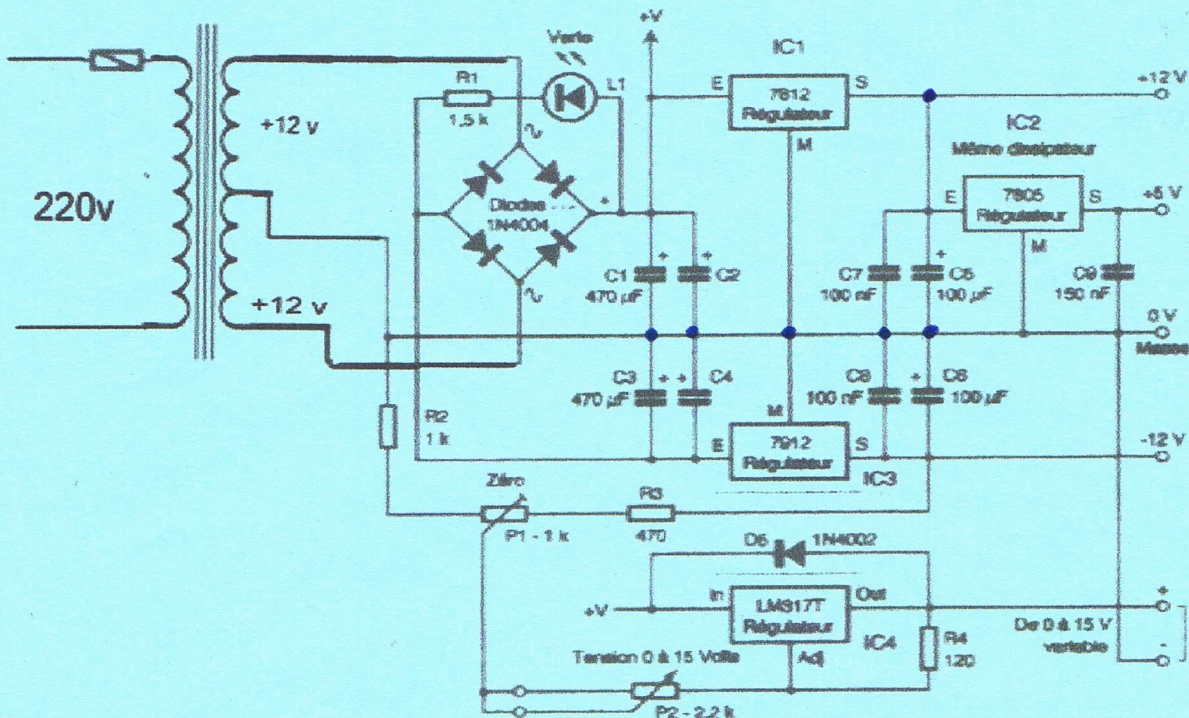 +V
Verte
IC1
R1
L1
E
7812
Régulateur
S
+12 V
1,5 k
+12 v
M
IC2
Même dissipateur
220v
Diodes
1N4004
+
E
7805
Régulateur
S
+5 V
M
C1
470 µF
+
+
C2
C7
100 nF
+
C5
100 µF
C9
150 nF
+12 v
0 V
Masse
C3
470 µF
+
+
C4
M
C8
100 nF
+
C6
100 µF
R2
1 k
E
7912
Régulateur
S
-12 V
IC3
Zéro
R3
P1 - 1 k
470
D5
1N4002
+V
In
LM317T
Régulateur
Out
+
IC4
R4
120
De 0 à 15 V
variable
-
Tension 0 à 15 Volts
Adj
P2 - 2,2 k